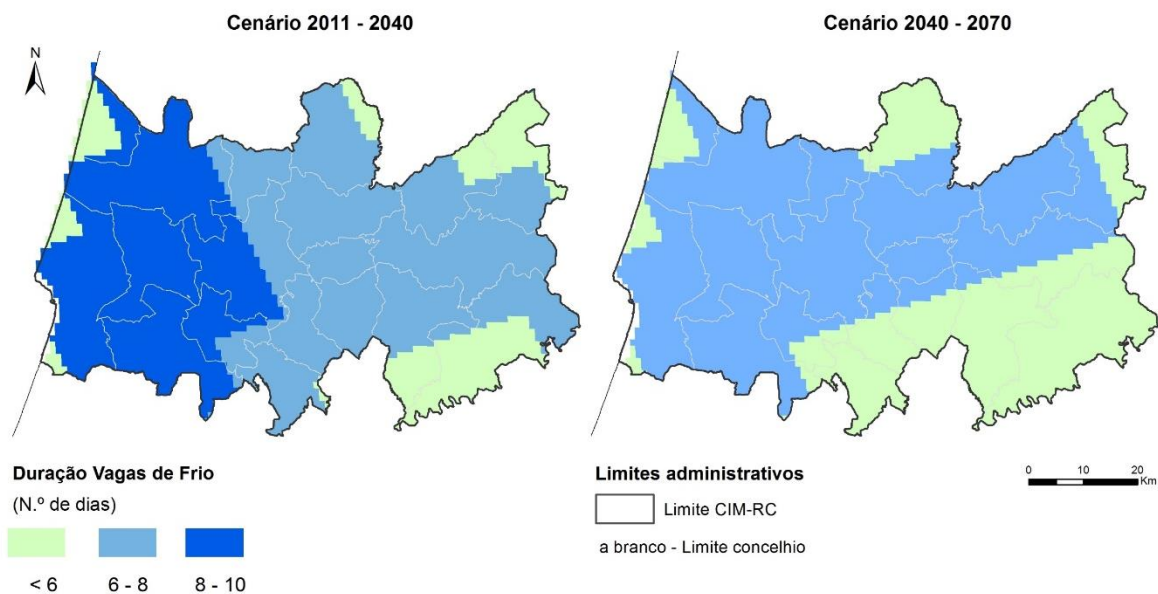 Cenário 2011 - 2040
Cenário 2040 - 2070
N
Duração Vagas de Frio
(N.º de dias)
< 6
6 - 8
8 - 10
Limites administrativos
Limite CIM-RC
a branco - Limite concelhio
0 10 20
Km